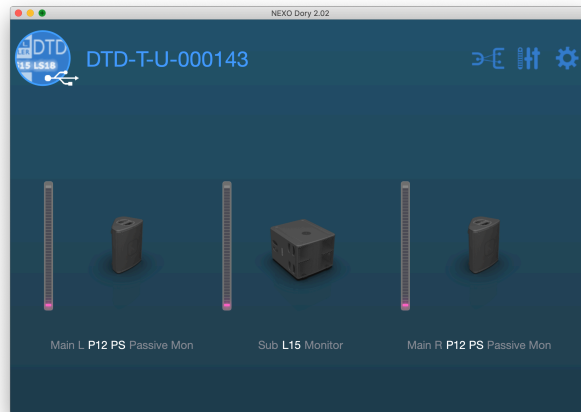 NEXO Dory 2.02
DTD
S15 LS18
DTD-T-U-000143
Main L P12 PS Passive Mon
Sub L15 Monitor
Main R P12 PS Passive Mon